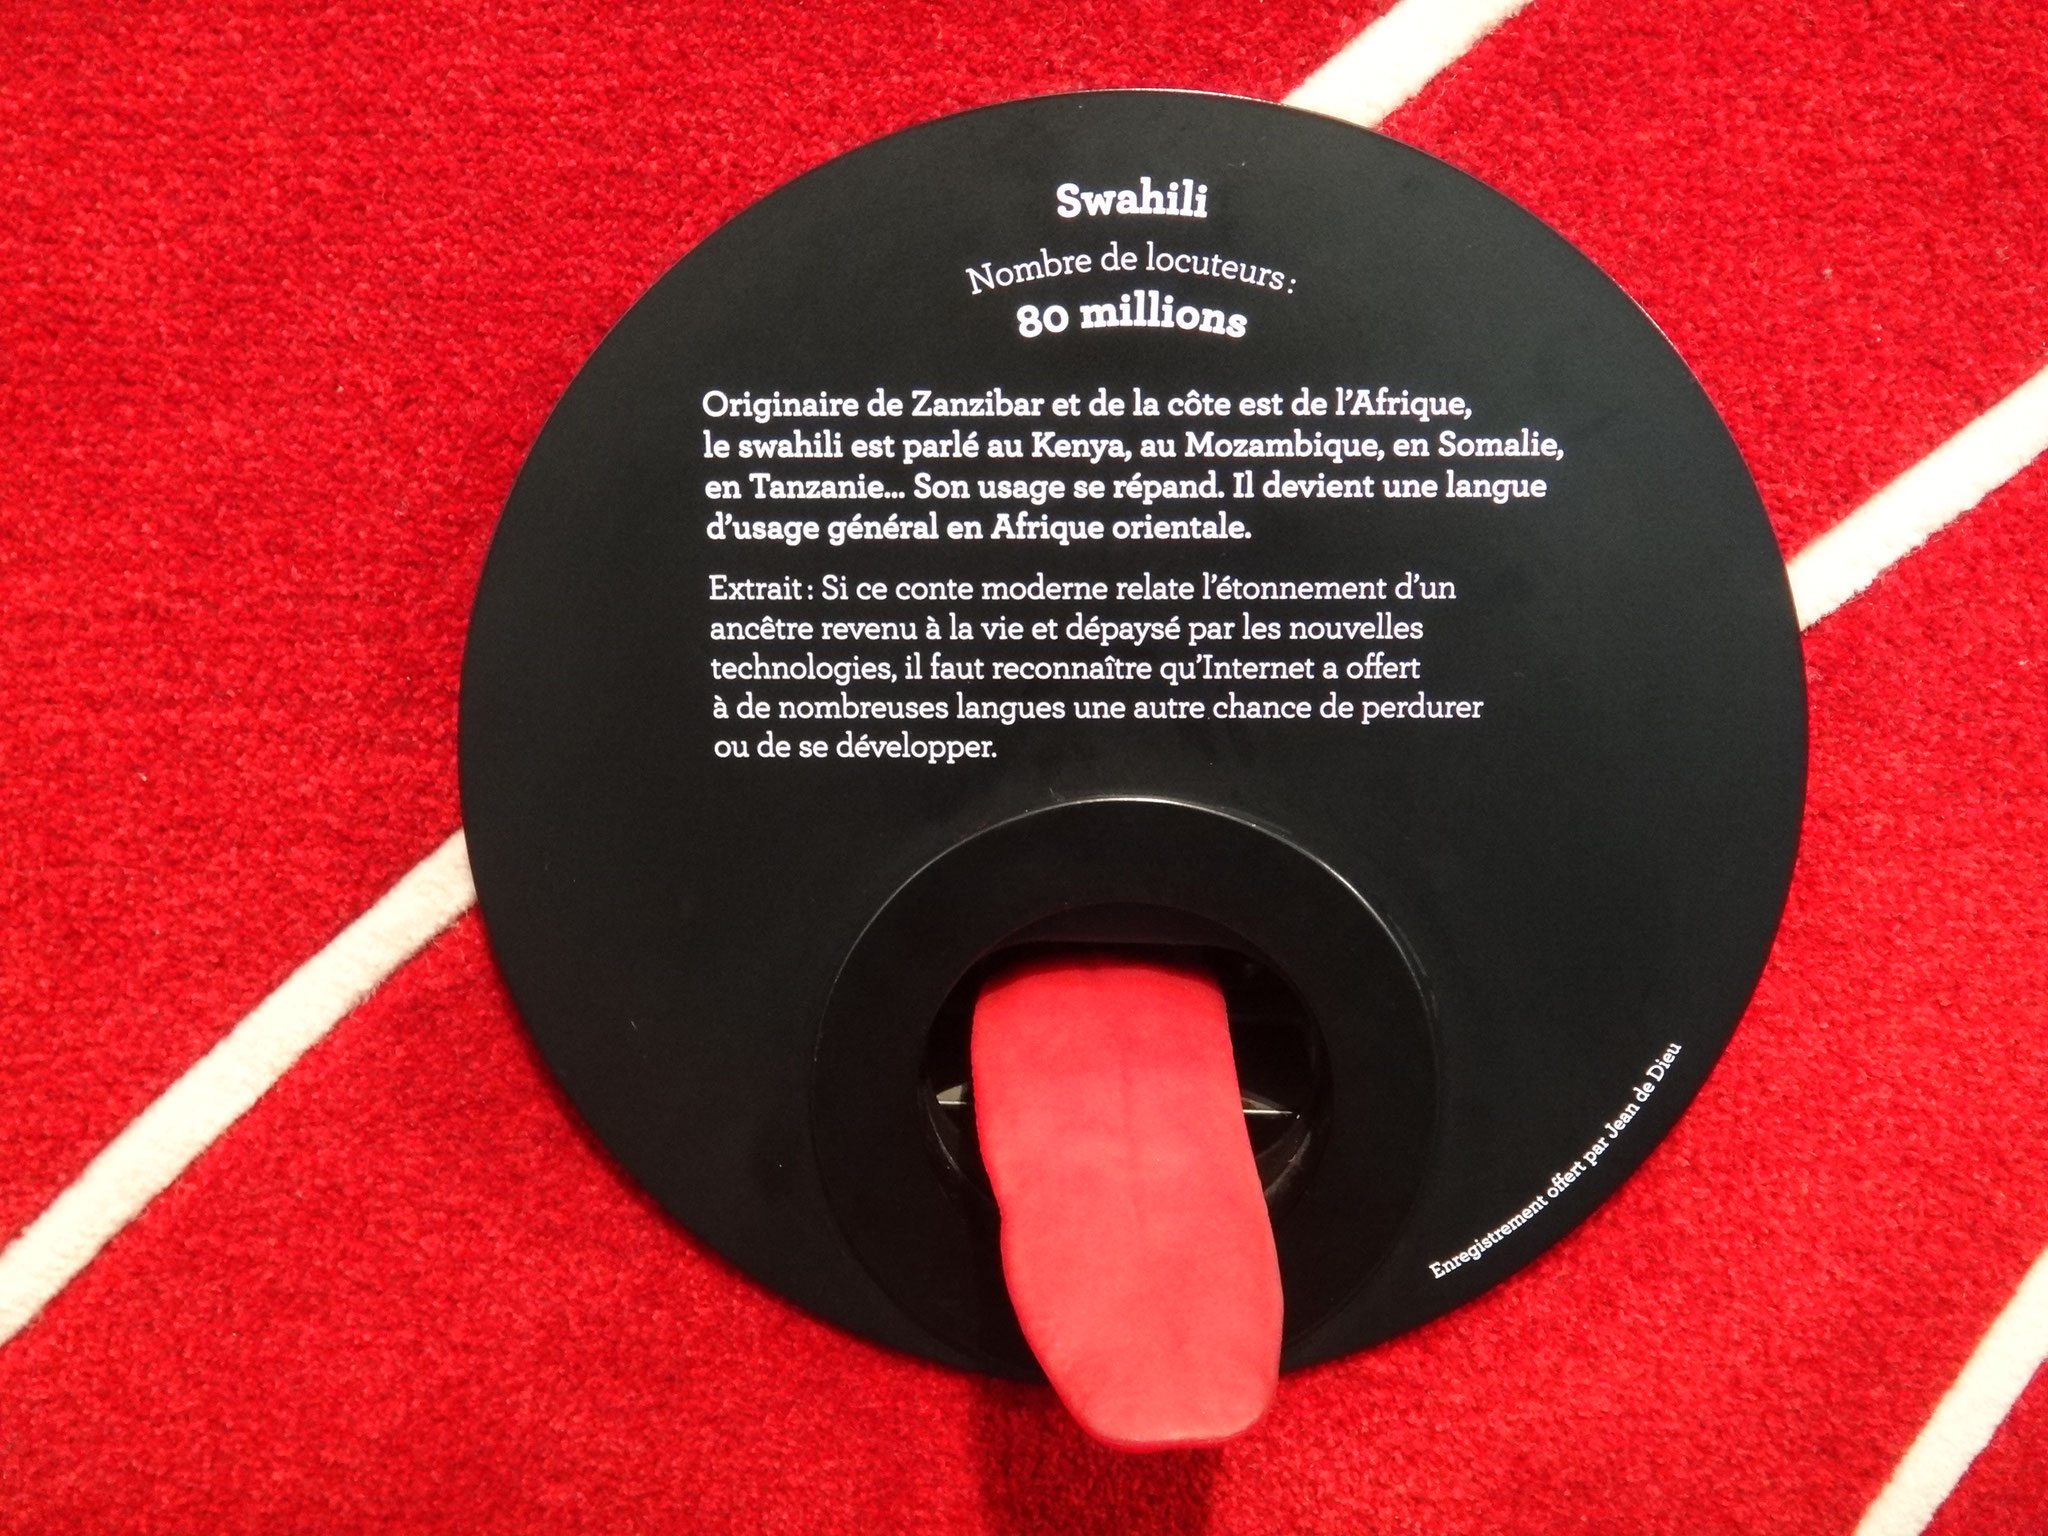 Swahili
Nombre de locuteurs :
80 millions
Originaire de Zanzibar et de la côte est de l'Afrique,
le swahili est parlé au Kenya, au Mozambique, en Somalie,
en Tanzanie... Son usage se répand. Il devient une langue
d'usage général en Afrique orientale.
Extrait : Si ce conte moderne relate l'étonnement d'un
ancêtre revenu à la vie et dépaysé par les nouvelles
technologies, il faut reconnaître qu'Internet a offert
à de nombreuses langues une autre chance de perdurer
ou de se développer.
Enregistrement offert par Jean de Dieu